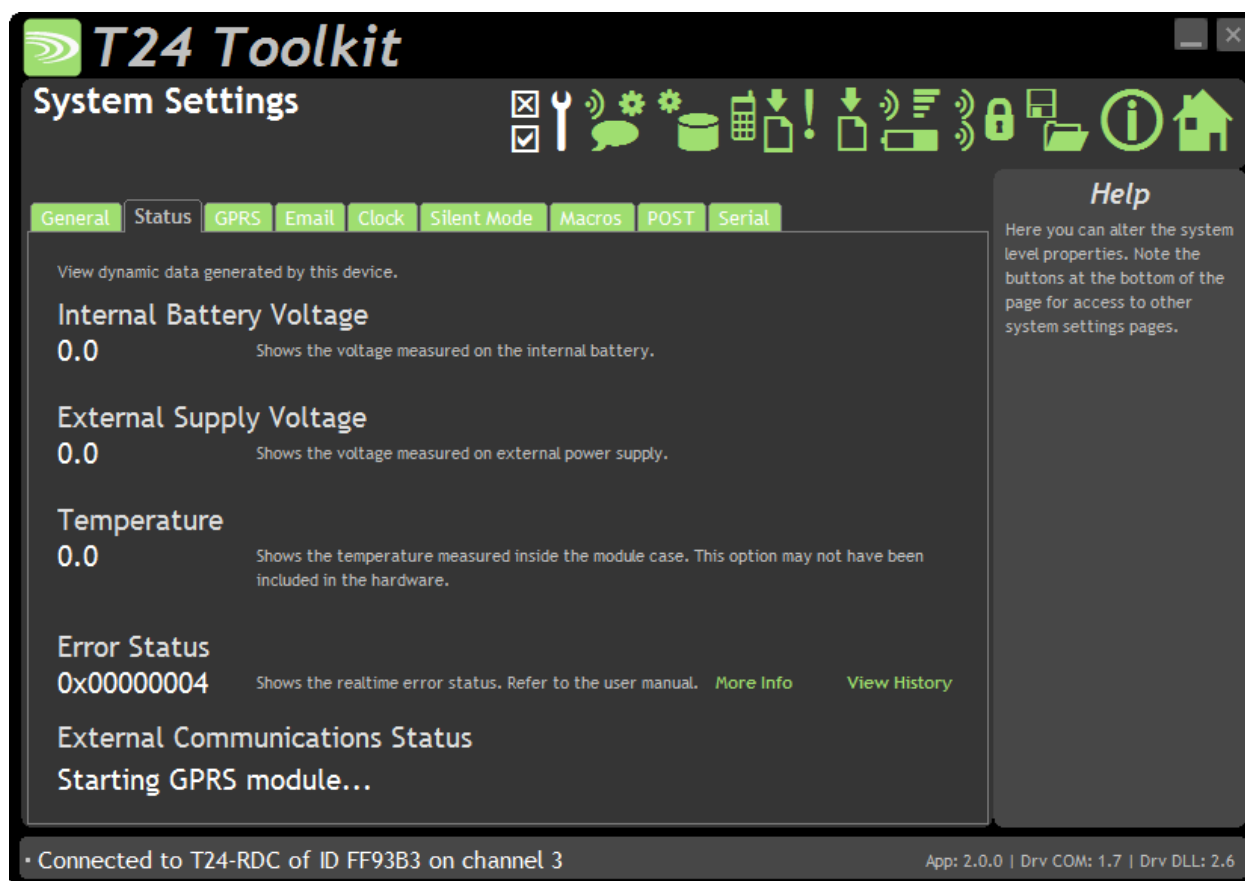 T24 Toolkit
System Settings
General Status GPRS Email Clock Silent Mode Macros POST Serial
View dynamic data generated by this device.
Internal Battery Voltage
0.0 Shows the voltage measured on the internal battery.
External Supply Voltage
0.0 Shows the voltage measured on external power supply.
Temperature
0.0 Shows the temperature measured inside the module case. This option may not have been
included in the hardware.
Error Status
0x00000004 Shows the realtime error status. Refer to the user manual. More Info View History
External Communications Status
Starting GPRS module...
Help
Here you can alter the system
level properties. Note the
buttons at the bottom of the
page for access to other
system settings pages.
Connected to T24-RDC of ID FF93B3 on channel 3
App: 2.0.0 | Drv COM: 1.7 | Drv DLL: 2.6